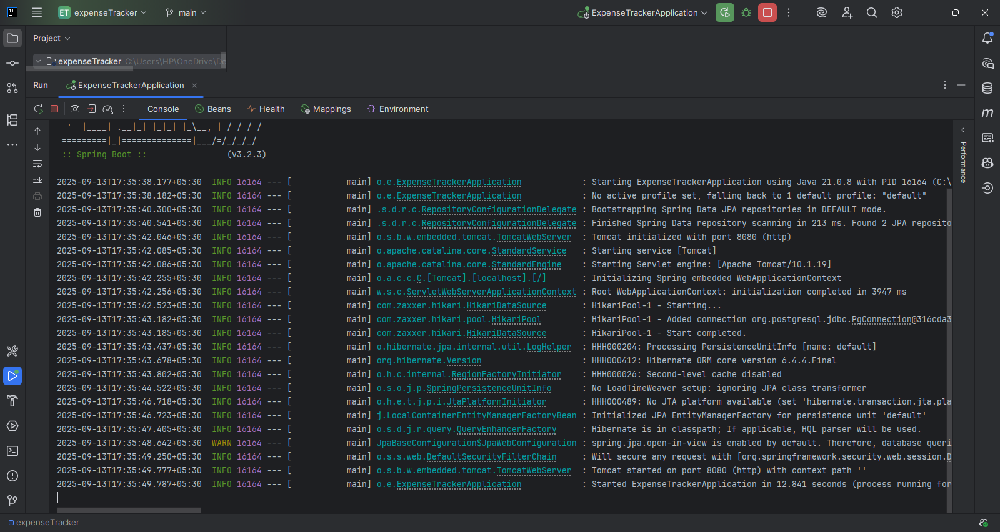 ET expenseTracker main ExpenseTrackerApplication
Project
expenseTracker C:\Users\HP\OneDrive\De
Run ExpenseTrackerApplication
Console Beans Health Mappings Environment
' |____| .__|_| |_|_| |_\__, | / / / /
=========|_|==============|___/=/_/_/_/
:: Spring Boot :: (v3.2.3)
2025-09-13T17:35:38.177+05:30 INFO 16164 --- [ main] o.e.ExpenseTrackerApplication : Starting ExpenseTrackerApplication using Java 21.0.8 with PID 16164 (C:\
2025-09-13T17:35:38.182+05:30 INFO 16164 --- [ main] o.e.ExpenseTrackerApplication : No active profile set, falling back to 1 default profile: "default"
2025-09-13T17:35:40.300+05:30 INFO 16164 --- [ main] .s.d.r.c.RepositoryConfigurationDelegate : Bootstrapping Spring Data JPA repositories in DEFAULT mode.
2025-09-13T17:35:40.541+05:30 INFO 16164 --- [ main] .s.d.r.c.RepositoryConfigurationDelegate : Finished Spring Data repository scanning in 213 ms. Found 2 JPA reposito
2025-09-13T17:35:42.046+05:30 INFO 16164 --- [ main] o.s.b.w.embedded.tomcat.TomcatWebServer : Tomcat initialized with port 8080 (http)
2025-09-13T17:35:42.085+05:30 INFO 16164 --- [ main] o.apache.catalina.core.StandardService : Starting service [Tomcat]
2025-09-13T17:35:42.086+05:30 INFO 16164 --- [ main] o.apache.catalina.core.StandardEngine : Starting Servlet engine: [Apache Tomcat/10.1.19]
2025-09-13T17:35:42.255+05:30 INFO 16164 --- [ main] o.a.c.c.C.[Tomcat].[localhost].[/] : Initializing Spring embedded WebApplicationContext
2025-09-13T17:35:42.256+05:30 INFO 16164 --- [ main] w.s.c.ServletWebServerApplicationContext : Root WebApplicationContext: initialization completed in 3947 ms
2025-09-13T17:35:42.523+05:30 INFO 16164 --- [ main] com.zaxxer.hikari.HikariDataSource : HikariPool-1 - Starting...
2025-09-13T17:35:43.182+05:30 INFO 16164 --- [ main] com.zaxxer.hikari.pool.HikariPool : HikariPool-1 - Added connection org.postgresql.jdbc.PgConnection@316cda3
2025-09-13T17:35:43.185+05:30 INFO 16164 --- [ main] com.zaxxer.hikari.HikariDataSource : HikariPool-1 - Start completed.
2025-09-13T17:35:43.437+05:30 INFO 16164 --- [ main] o.hibernate.jpa.internal.util.LogHelper : HHH000204: Processing PersistenceUnitInfo [name: default]
2025-09-13T17:35:43.678+05:30 INFO 16164 --- [ main] org.hibernate.Version : HHH000412: Hibernate ORM core version 6.4.4.Final
2025-09-13T17:35:43.802+05:30 INFO 16164 --- [ main] o.h.c.internal.RegionFactoryInitiator : HHH000026: Second-level cache disabled
2025-09-13T17:35:44.522+05:30 INFO 16164 --- [ main] o.s.o.j.p.SpringPersistenceUnitInfo : No LoadTimeWeaver setup: ignoring JPA class transformer
2025-09-13T17:35:46.718+05:30 INFO 16164 --- [ main] o.h.e.t.j.p.i.JtaPlatformInitiator : HHH000489: No JTA platform available (set 'hibernate.transaction.jta.pla
2025-09-13T17:35:46.723+05:30 INFO 16164 --- [ main] j.LocalContainerEntityManagerFactoryBean : Initialized JPA EntityManagerFactory for persistence unit 'default'
2025-09-13T17:35:47.405+05:30 INFO 16164 --- [ main] o.s.d.j.r.query.QueryEnhancerFactory : Hibernate is in classpath; If applicable, HQL parser will be used.
2025-09-13T17:35:48.642+05:30 WARN 16164 --- [ main] JpaBaseConfiguration$JpaWebConfiguration : spring.jpa.open-in-view is enabled by default. Therefore, database queri
2025-09-13T17:35:49.250+05:30 INFO 16164 --- [ main] o.s.s.web.DefaultSecurityFilterChain : Will secure any request with [org.springframework.security.web.session.D
2025-09-13T17:35:49.777+05:30 INFO 16164 --- [ main] o.s.b.w.embedded.tomcat.TomcatWebServer : Tomcat started on port 8080 (http) with context path ''
2025-09-13T17:35:49.787+05:30 INFO 16164 --- [ main] o.e.ExpenseTrackerApplication : Started ExpenseTrackerApplication in 12.841 seconds (process running for
Performance
expenseTracker